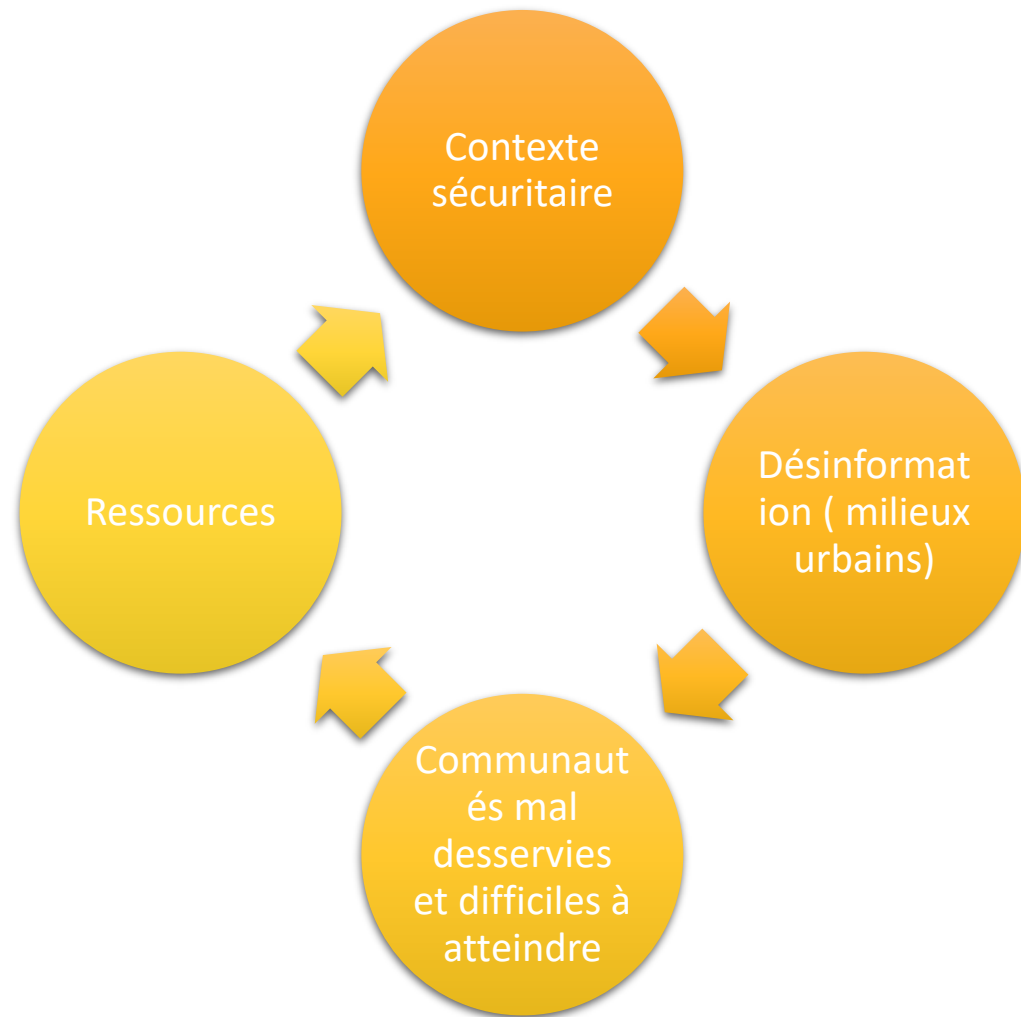 Contexte
sécuritaire
Désinformat
ion ( milieux
urbains)
Communaut
és mal
desservies
et difficiles à
atteindre
Ressources